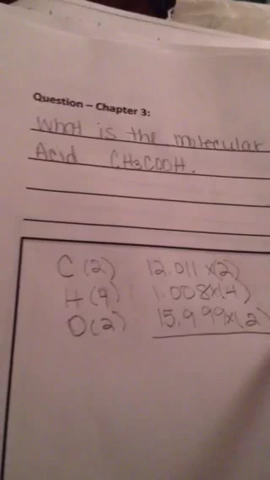 Question – Chapter 3:
What is the molecular
Acid CH3COOH.
C (2) 12.011 x(2)
H (4) 1.008x(4)
O (2) 15.999x(2)